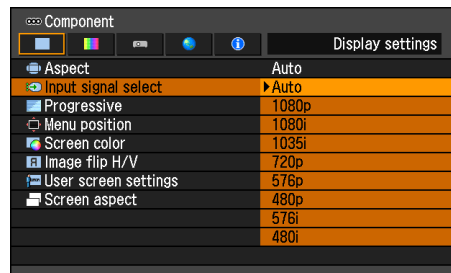 Component
Display settings
Aspect Auto
Input signal select Auto
Progressive 1080p
Menu position 1080i
Screen color 1035i
Image flip H/V 720p
User screen settings 576p
Screen aspect 480p
576i
480i